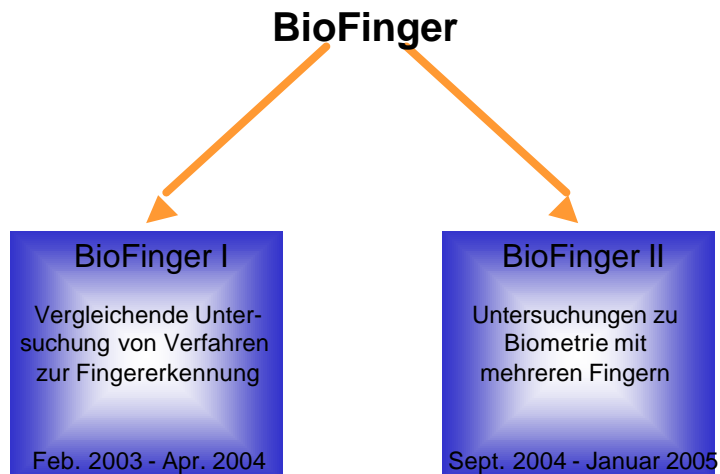 BioFinger
BioFinger I
Vergleichende Unter-
suchung von Verfahren
zur Fingererkennung
Feb. 2003 - Apr. 2004
BioFinger II
Untersuchungen zu
Biometrie mit
mehreren Fingern
Sept. 2004 - Januar 2005